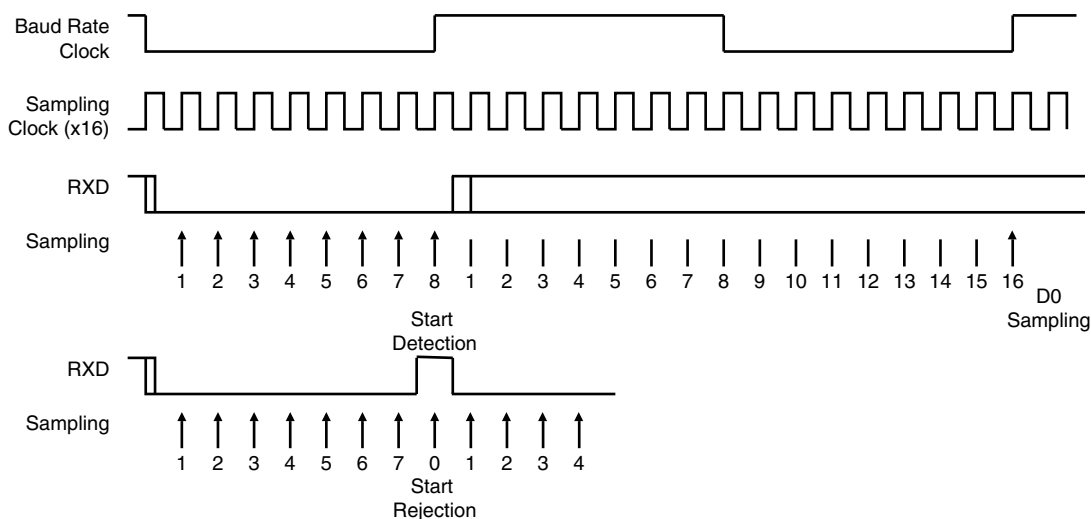 Baud Rate
Clock
Sampling
Clock (x16)
RXD
Sampling
1 2 3 4 5 6 7 8 1 2 3 4 5 6 7 8 9 10 11 12 13 14 15 16
D0
Sampling
Start
Detection
RXD
Sampling
1 2 3 4 5 6 7 0 1 2 3 4
Start
Rejection